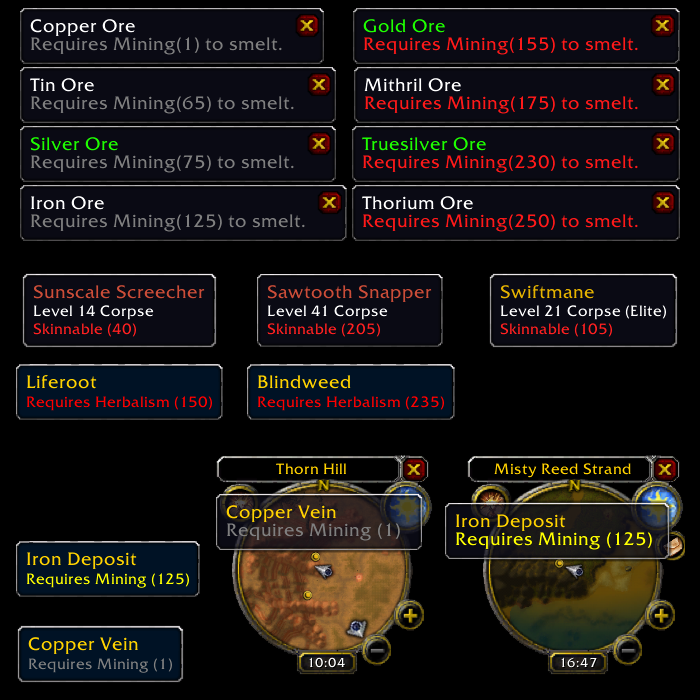 Copper Ore
Requires Mining(1) to smelt.
Gold Ore
Requires Mining(155) to smelt.
Tin Ore
Requires Mining(65) to smelt.
Mithril Ore
Requires Mining(175) to smelt.
Silver Ore
Requires Mining(75) to smelt.
Truesilver Ore
Requires Mining(230) to smelt.
Iron Ore
Requires Mining(125) to smelt.
Thorium Ore
Requires Mining(250) to smelt.
Sunscale Screecher
Level 14 Corpse
Skinnable (40)
Sawtooth Snapper
Level 41 Corpse
Skinnable (205)
Swiftmane
Level 21 Corpse (Elite)
Skinnable (105)
Liferoot
Requires Herbalism (150)
Blindweed
Requires Herbalism (235)
Thorn Hill
N
Copper Vein
Requires Mining (1)
10:04
Misty Reed Strand
N
Iron Deposit
Requires Mining (125)
16:47
Iron Deposit
Requires Mining (125)
Copper Vein
Requires Mining (1)